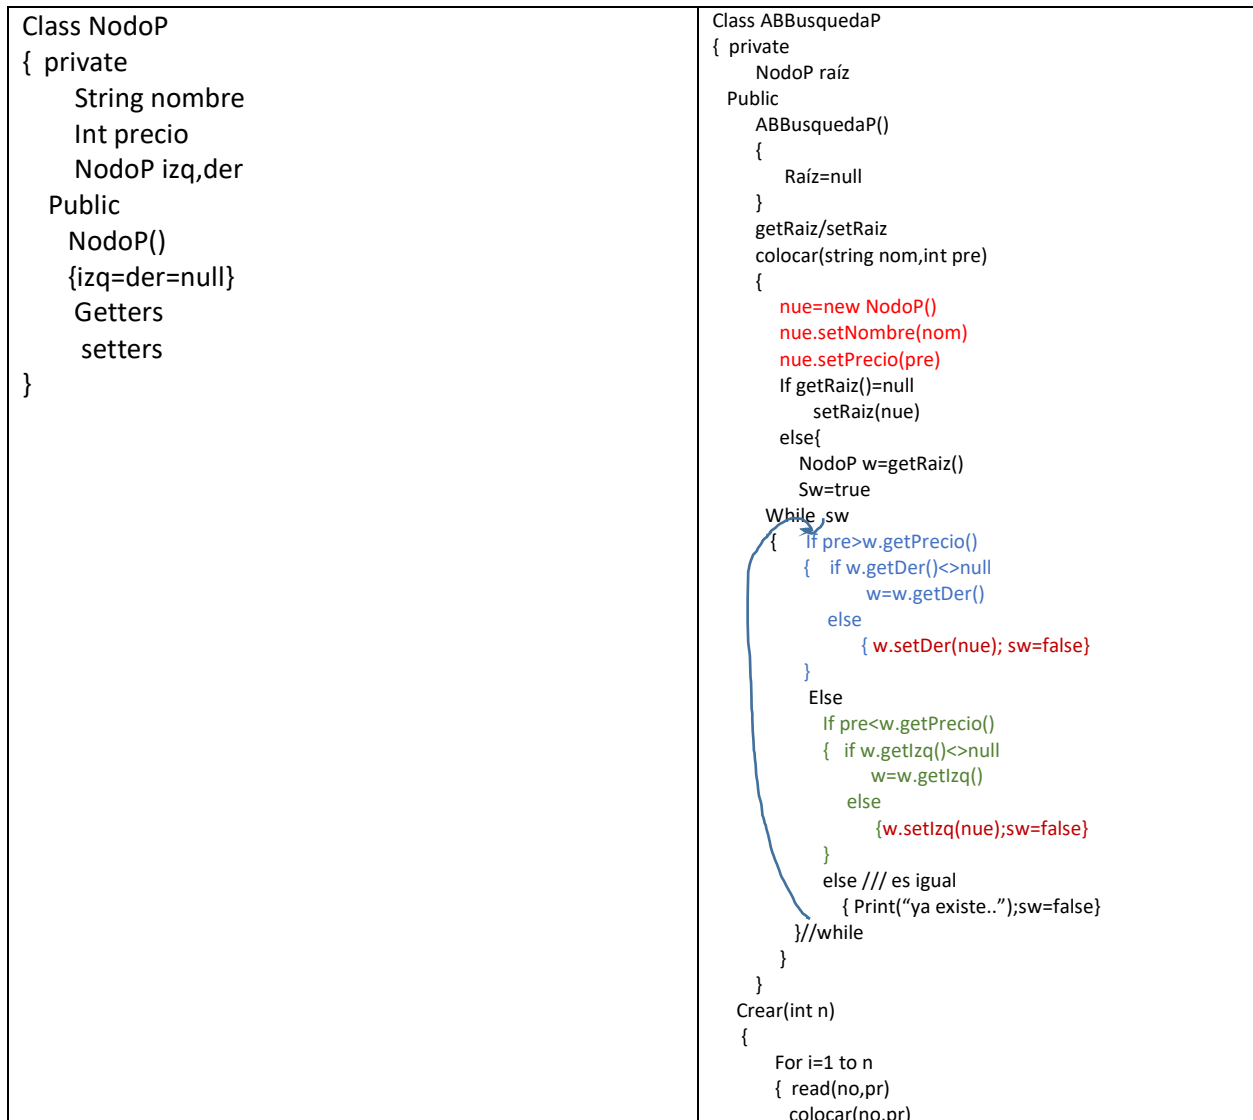 Class NodoP
{ private
String nombre
Int precio
NodoP izq,der
Public
NodoP()
{izq=der=null}
Getters
setters
}
Class ABBusquedaP
{ private
NodoP raíz
Public
ABBusquedaP()
{
Raíz=null
}
getRaiz/setRaiz
colocar(string nom,int pre)
{
nue=new NodoP()
nue.setNombre(nom)
nue.setPrecio(pre)
If getRaiz()=null
setRaiz(nue)
else{
NodoP w=getRaiz()
Sw=true
While sw
{ If pre>w.getPrecio()
{ if w.getDer()<>null
w=w.getDer()
else
{ w.setDer(nue); sw=false}
}
Else
If pre<w.getPrecio()
{ if w.getIzq()<>null
w=w.getIzq()
else
{w.setIzq(nue);sw=false}
}
else /// es igual
{ Print(“ya existe..”);sw=false}
}//while
}
}
Crear(int n)
{
For i=1 to n
{ read(no,pr)
colocar(no,pr)